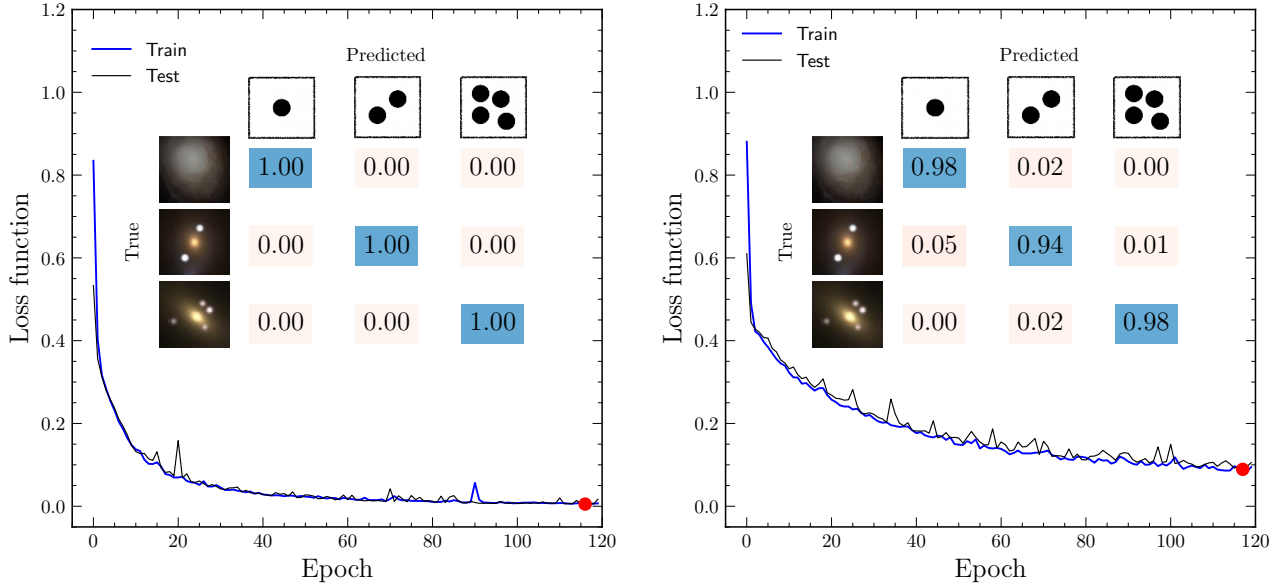 1.2
1.0
0.8
0.6
0.4
0.2
0.0
Loss function
Train
Test
Predicted
True
1.00 0.00 0.00
0.00 1.00 0.00
0.00 0.00 1.00
0 20 40 60 80 100 120
Epoch
1.2
1.0
0.8
0.6
0.4
0.2
0.0
Loss function
Train
Test
Predicted
True
0.98 0.02 0.00
0.05 0.94 0.01
0.00 0.02 0.98
0 20 40 60 80 100 120
Epoch